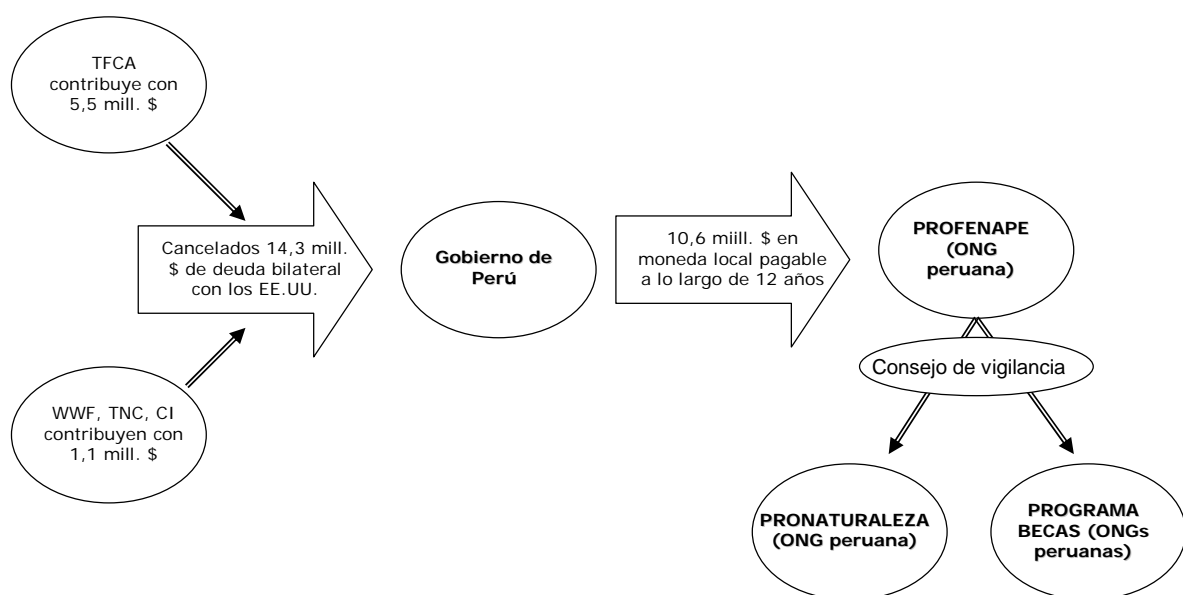 TFCA
contribuye con
5,5 mill. $
Cancelados 14,3 mill.
$ de deuda bilateral
con los EE.UU.
WWF, TNC, CI
contribuyen con
1,1 mill. $
Gobierno de
Perú
10,6 miill. $ en
moneda local pagable
a lo largo de 12 años
PROFENAPE
(ONG
peruana)
Consejo de vigilancia
PRONATURALEZA
(ONG peruana)
PROGRAMA
BECAS (ONGs
peruanas)